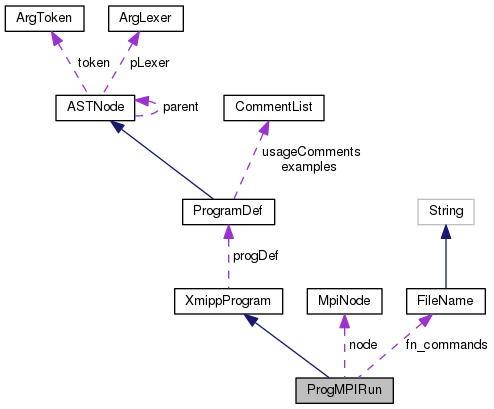 ArgToken
ArgLexer
token
pLexer
ASTNode
parent
CommentList
usageComments
examples
ProgramDef
String
progDef
XmippProgram
MpiNode
FileName
node
fn_commands
ProgMPIRun